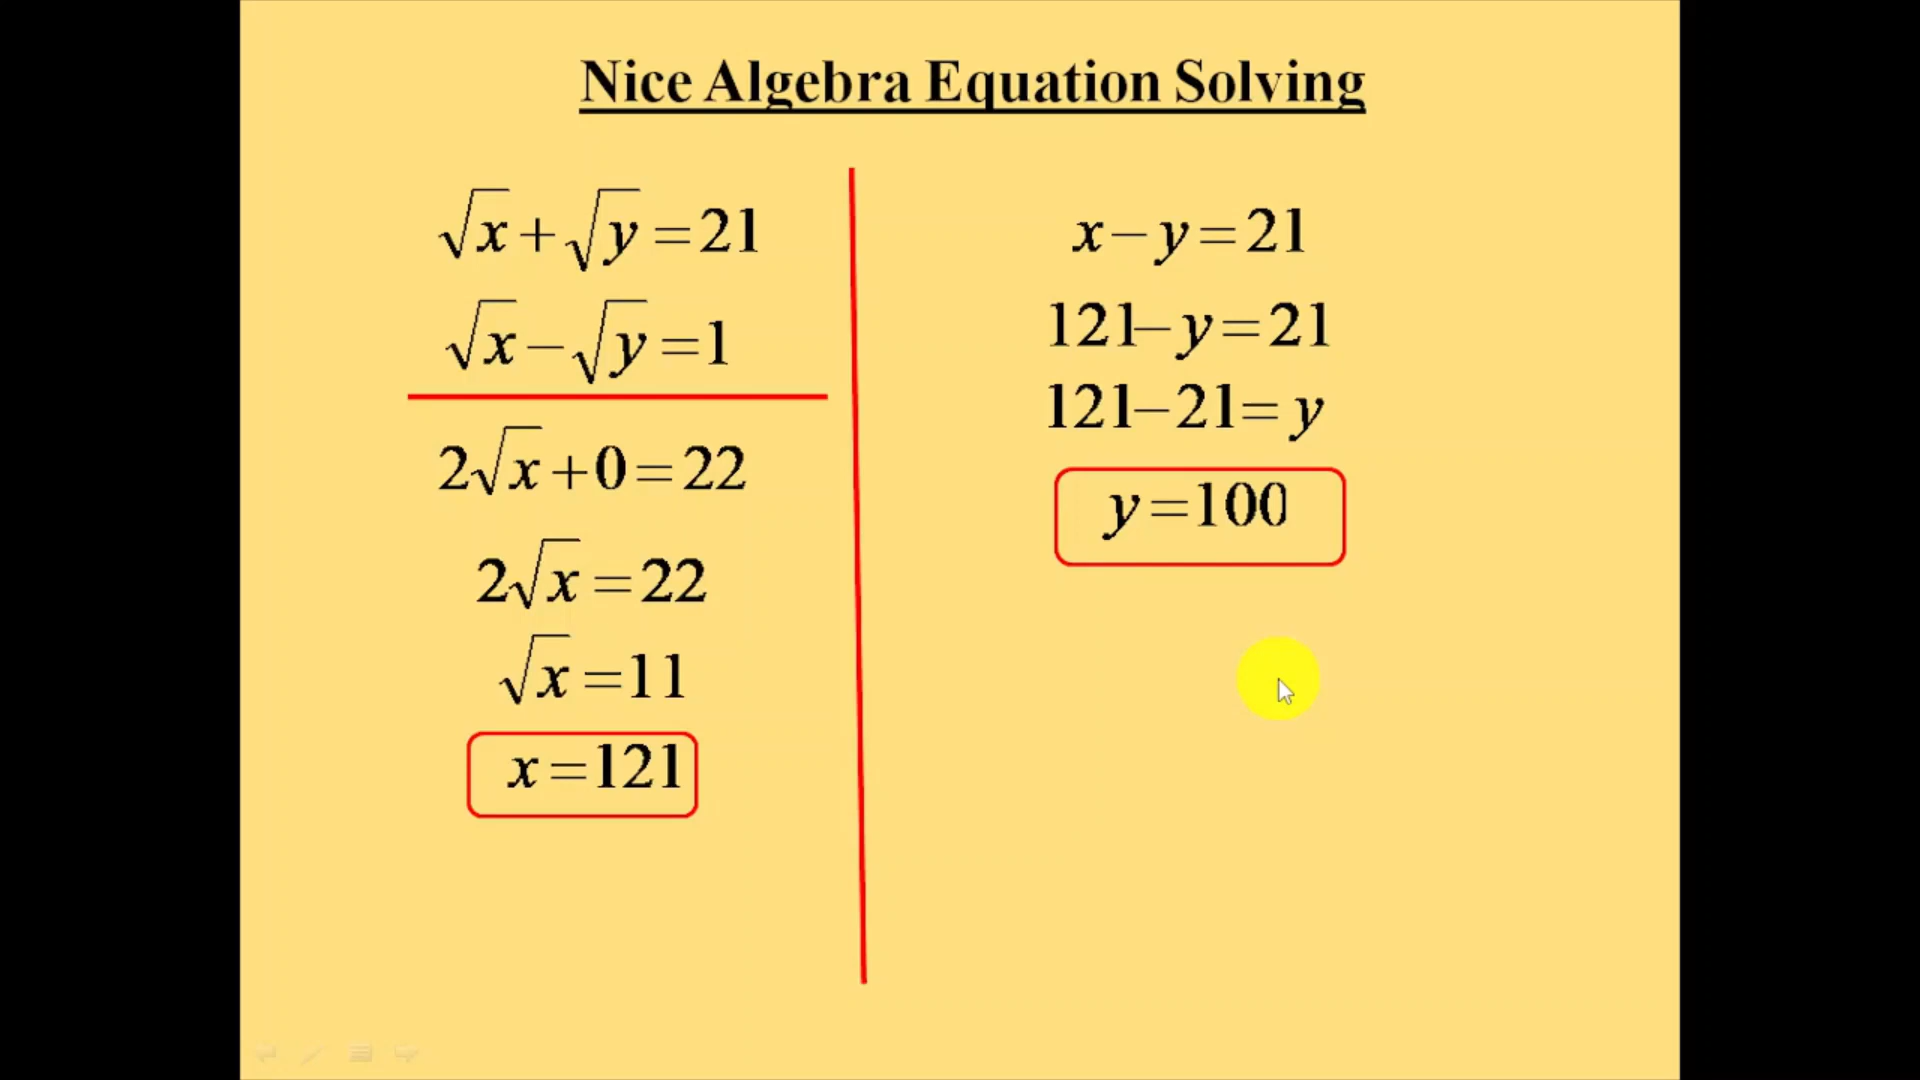 Nice Algebra Equation Solving
√x + √y = 21
√x − √y = 1
2√x + 0 = 22
2√x = 22
√x = 11
x = 121
x − y = 21
121 − y = 21
121 − 21 = y
y = 100